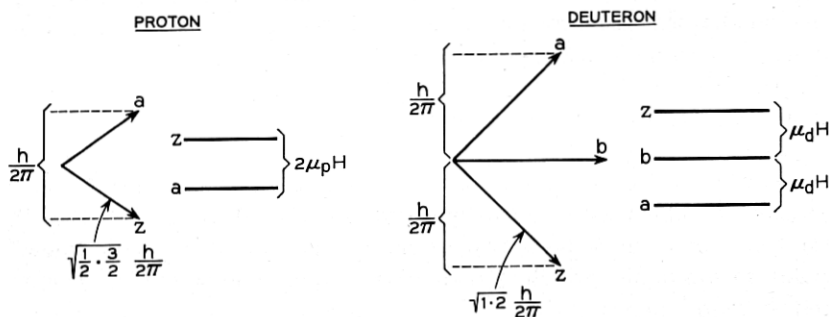 PROTON
a
h/2π
z
a
2μpH
z
√(1/2 · 3/2) h/2π
DEUTERON
a
h/2π
b
h/2π
z
z
b
a
μdH
μdH
√1·2 h/2π